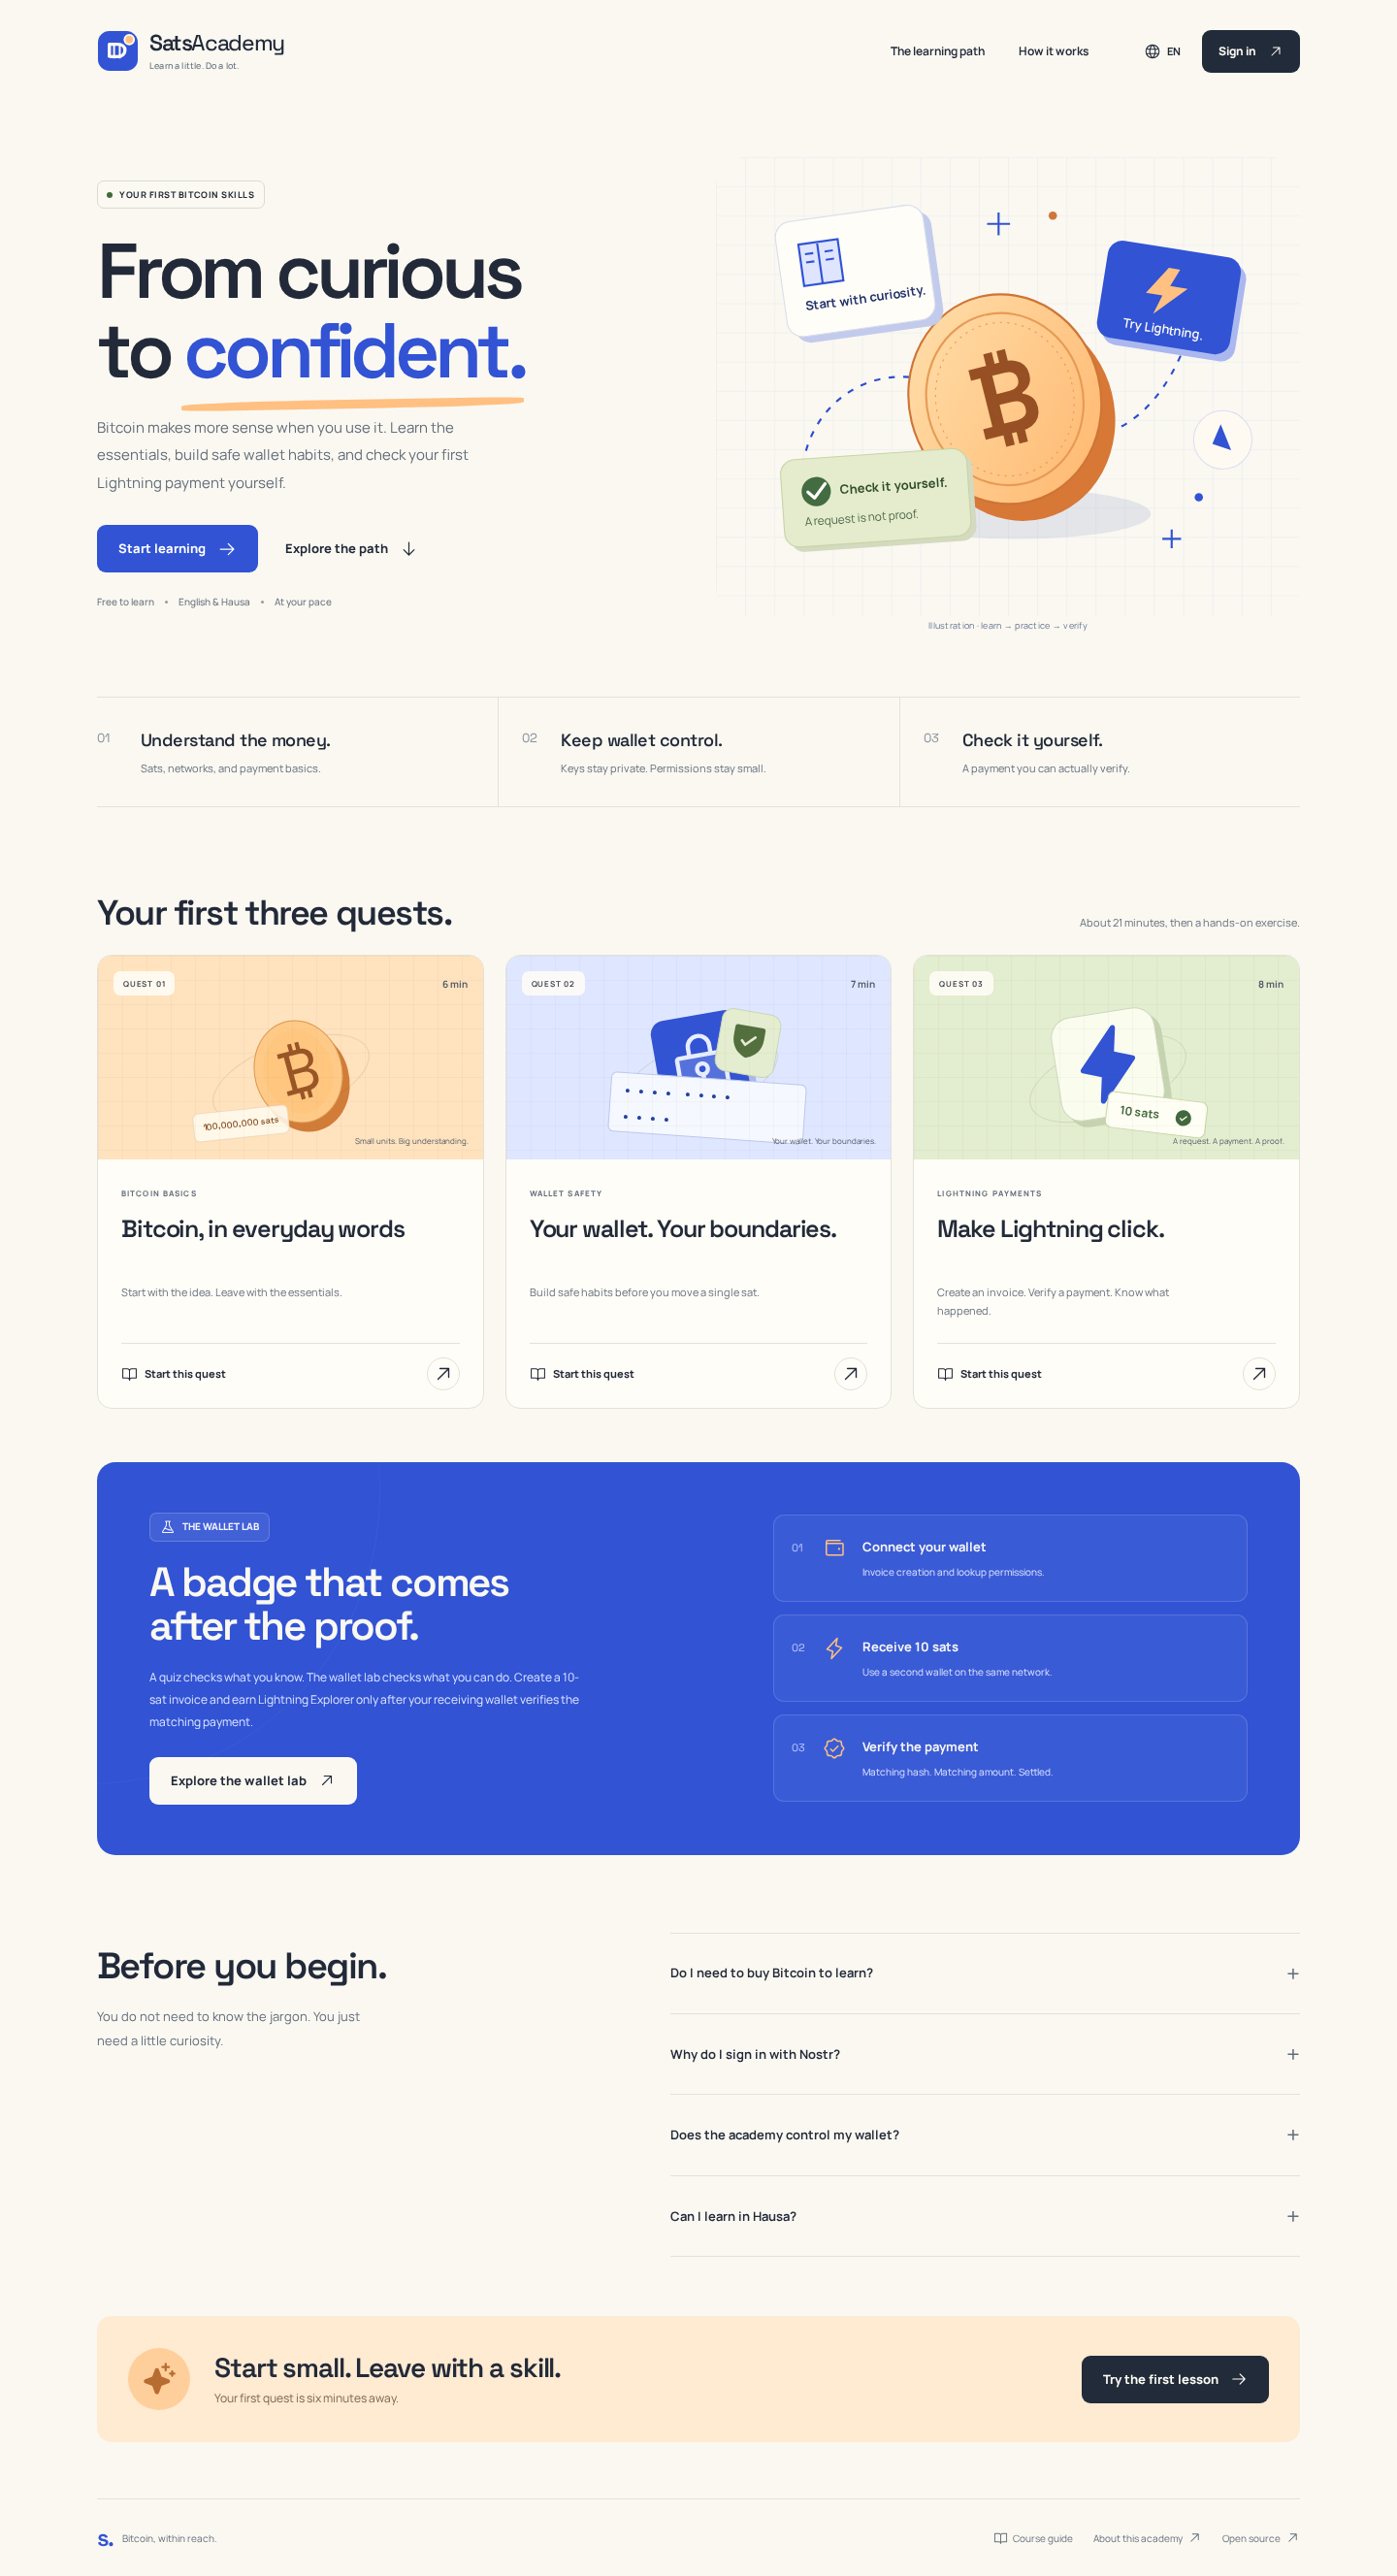 SatsAcademy
Learn a little. Do a lot.
The learning path
How it works
EN
Sign in
YOUR FIRST BITCOIN SKILLS
From curious
to confident.
Bitcoin makes more sense when you use it. Learn the
essentials, build safe wallet habits, and check your first
Lightning payment yourself.
Start learning
Explore the path
Free to learn • English & Hausa • At your pace
Start with curiosity.
Try Lightning.
Check it yourself.
A request is not proof.
Illustration · learn → practice → verify
01
Understand the money.
Sats, networks, and payment basics.
02
Keep wallet control.
Keys stay private. Permissions stay small.
03
Check it yourself.
A payment you can actually verify.
Your first three quests.
About 21 minutes, then a hands-on exercise.
QUEST 01
6 min
100,000,000 sats
Small units. Big understanding.
BITCOIN BASICS
Bitcoin, in everyday words
Start with the idea. Leave with the essentials.
Start this quest
QUEST 02
7 min
Your wallet. Your boundaries.
WALLET SAFETY
Your wallet. Your boundaries.
Build safe habits before you move a single sat.
Start this quest
QUEST 03
8 min
10 sats
A request. A payment. A proof.
LIGHTNING PAYMENTS
Make Lightning click.
Create an invoice. Verify a payment. Know what
happened.
Start this quest
THE WALLET LAB
A badge that comes
after the proof.
A quiz checks what you know. The wallet lab checks what you can do. Create a 10-
sat invoice and earn Lightning Explorer only after your receiving wallet verifies the
matching payment.
Explore the wallet lab
01
Connect your wallet
Invoice creation and lookup permissions.
02
Receive 10 sats
Use a second wallet on the same network.
03
Verify the payment
Matching hash. Matching amount. Settled.
Before you begin.
You do not need to know the jargon. You just
need a little curiosity.
Do I need to buy Bitcoin to learn?
Why do I sign in with Nostr?
Does the academy control my wallet?
Can I learn in Hausa?
Start small. Leave with a skill.
Your first quest is six minutes away.
Try the first lesson
s. Bitcoin, within reach.
Course guide
About this academy
Open source